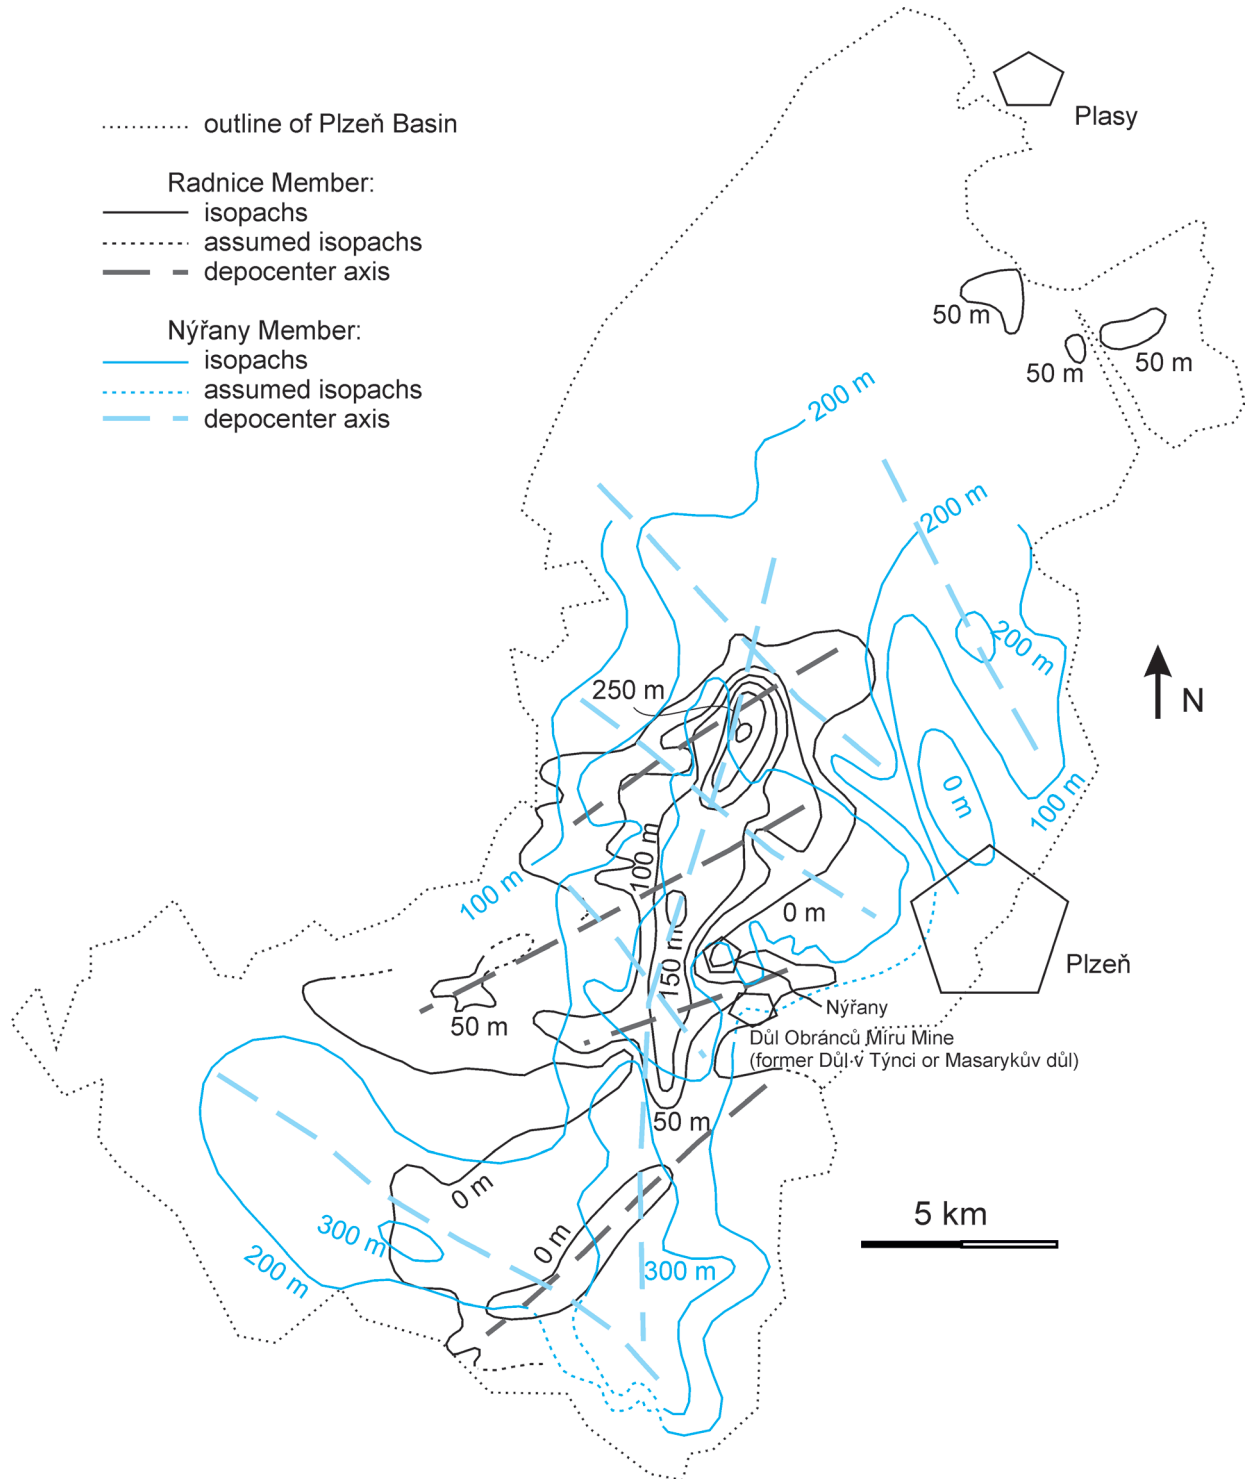 Plasy
outline of Plzeň Basin
Radnice Member:
isopachs
assumed isopachs
depocenter axis
Nýřany Member:
isopachs
assumed isopachs
depocenter axis
50 m
50 m
50 m
200 m
200 m
200 m
250 m
N
0 m
100 m
100 m
100 m
0 m
150 m
Plzeň
Nýřany
50 m
Důl Obránců Míru Mine
(former Důl v Týnci or Masarykův důl)
50 m
0 m
5 km
0 m
300 m
200 m
300 m